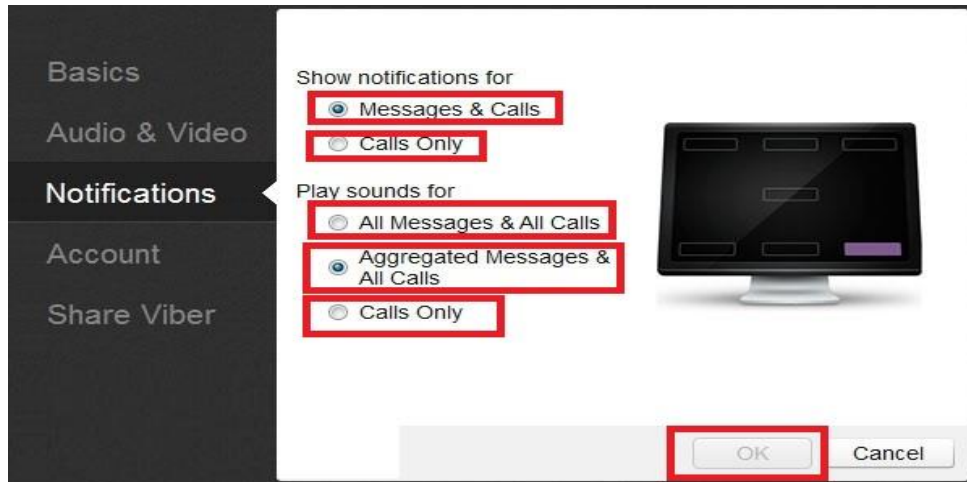 Basics
Audio & Video
Notifications
Account
Share Viber
Show notifications for
Messages & Calls
Calls Only
Play sounds for
All Messages & All Calls
Aggregated Messages &
All Calls
Calls Only
OK
Cancel